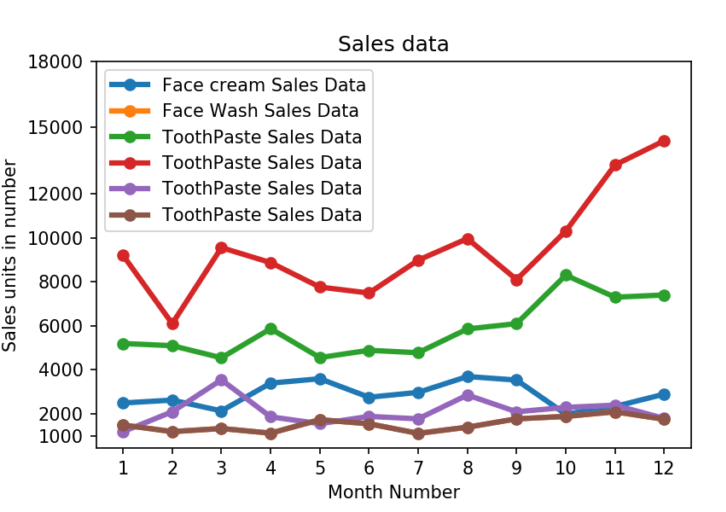 Sales data
18000
15000
12000
10000
8000
6000
4000
2000
1000
Sales units in number
Face cream Sales Data
Face Wash Sales Data
ToothPaste Sales Data
ToothPaste Sales Data
ToothPaste Sales Data
ToothPaste Sales Data
1 2 3 4 5 6 7 8 9 10 11 12
Month Number